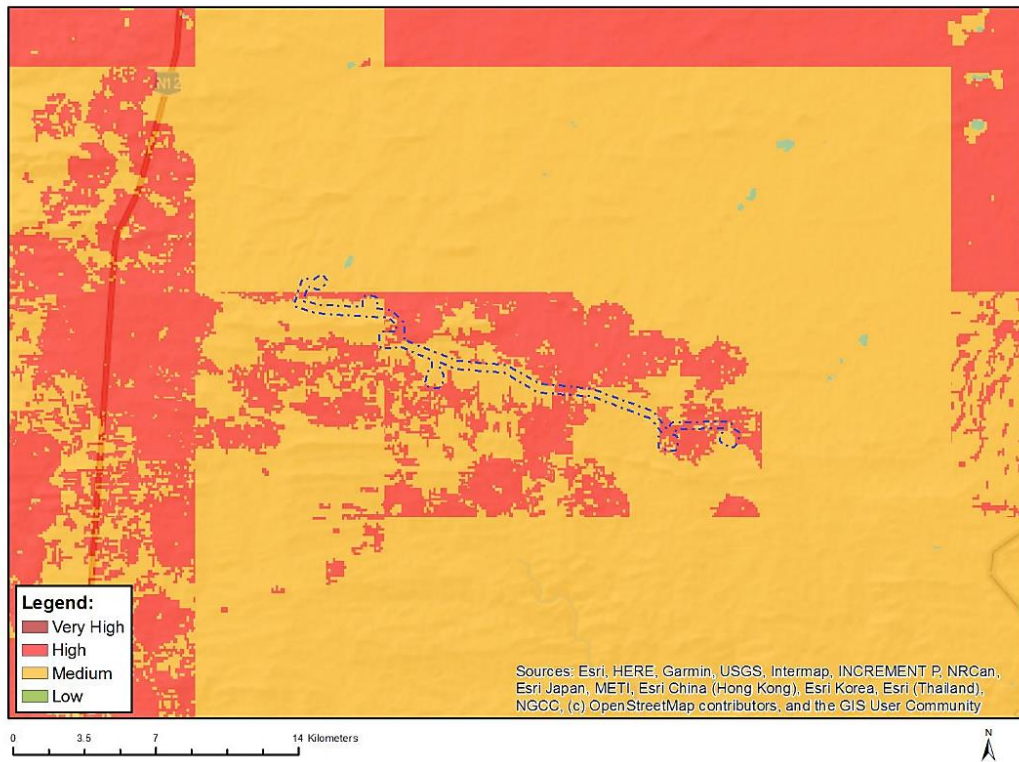 N12
Legend:
Very High
High
Medium
Low
Sources: Esri, HERE, Garmin, USGS, Intermap, INCREMENT P, NRCan,
Esri Japan, METI, Esri China (Hong Kong), Esri Korea, Esri (Thailand),
NGCC, (c) OpenStreetMap contributors, and the GIS User Community
0 3.5 7 14 Kilometers
N